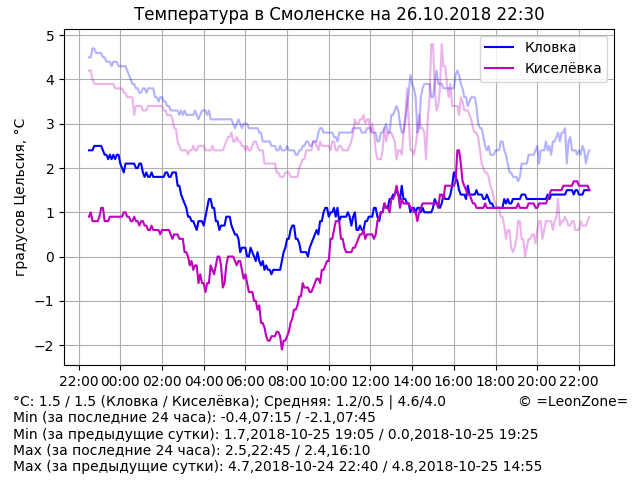 Температура в Смоленске на 26.10.2018 22:30
Кловка
Киселёвка
градусов Цельсия, °C
5
4
3
2
1
0
−1
−2
22:00 00:00 02:00 04:00 06:00 08:00 10:00 12:00 14:00 16:00 18:00 20:00 22:00
°C: 1.5 / 1.5 (Кловка / Киселёвка); Средняя: 1.2/0.5 | 4.6/4.0 © =LeonZone=
Min (за последние 24 часа): -0.4,07:15 / -2.1,07:45
Min (за предыдущие сутки): 1.7,2018-10-25 19:05 / 0.0,2018-10-25 19:25
Max (за последние 24 часа): 2.5,22:45 / 2.4,16:10
Max (за предыдущие сутки): 4.7,2018-10-24 22:40 / 4.8,2018-10-25 14:55